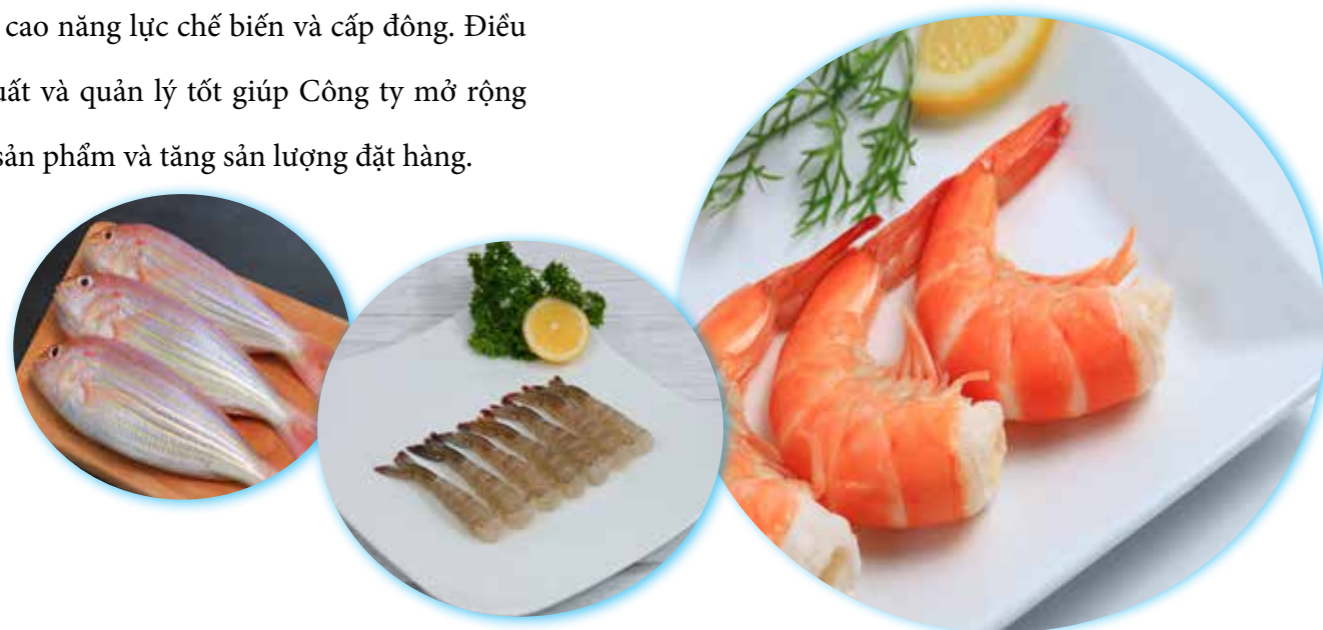 cao năng lực chế biến và cấp đông. Điều
uất và quản lý tốt giúp Công ty mở rộng
sản phẩm và tăng sản lượng đặt hàng.